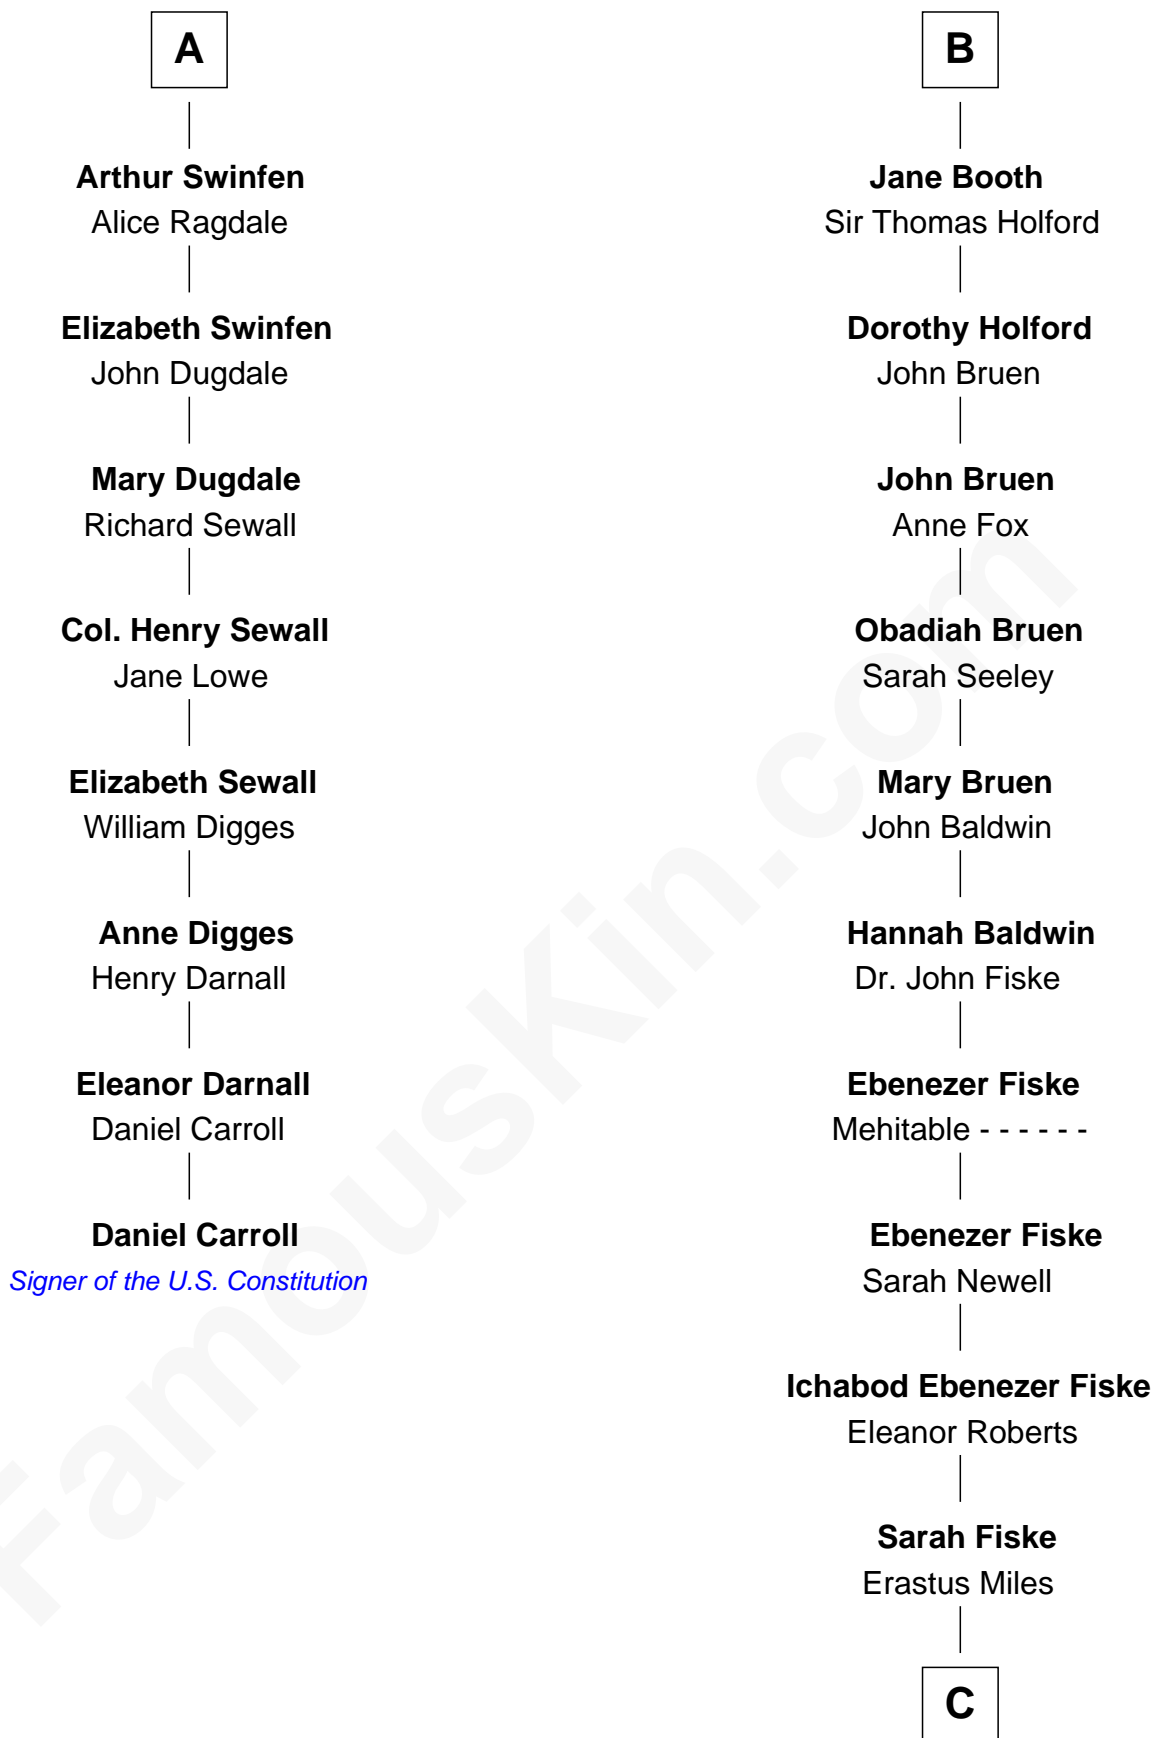 A
Arthur Swinfen
Alice Ragdale
Elizabeth Swinfen
John Dugdale
Mary Dugdale
Richard Sewall
Col. Henry Sewall
Jane Lowe
Elizabeth Sewall
William Digges
Anne Digges
Henry Darnall
Eleanor Darnall
Daniel Carroll
Daniel Carroll
Signer of the U.S. Constitution
B
Jane Booth
Sir Thomas Holford
Dorothy Holford
John Bruen
John Bruen
Anne Fox
Obadiah Bruen
Sarah Seeley
Mary Bruen
John Baldwin
Hannah Baldwin
Dr. John Fiske
Ebenezer Fiske
Mehitable - - - - - -
Ebenezer Fiske
Sarah Newell
Ichabod Ebenezer Fiske
Eleanor Roberts
Sarah Fiske
Erastus Miles
C
FamousKin.com